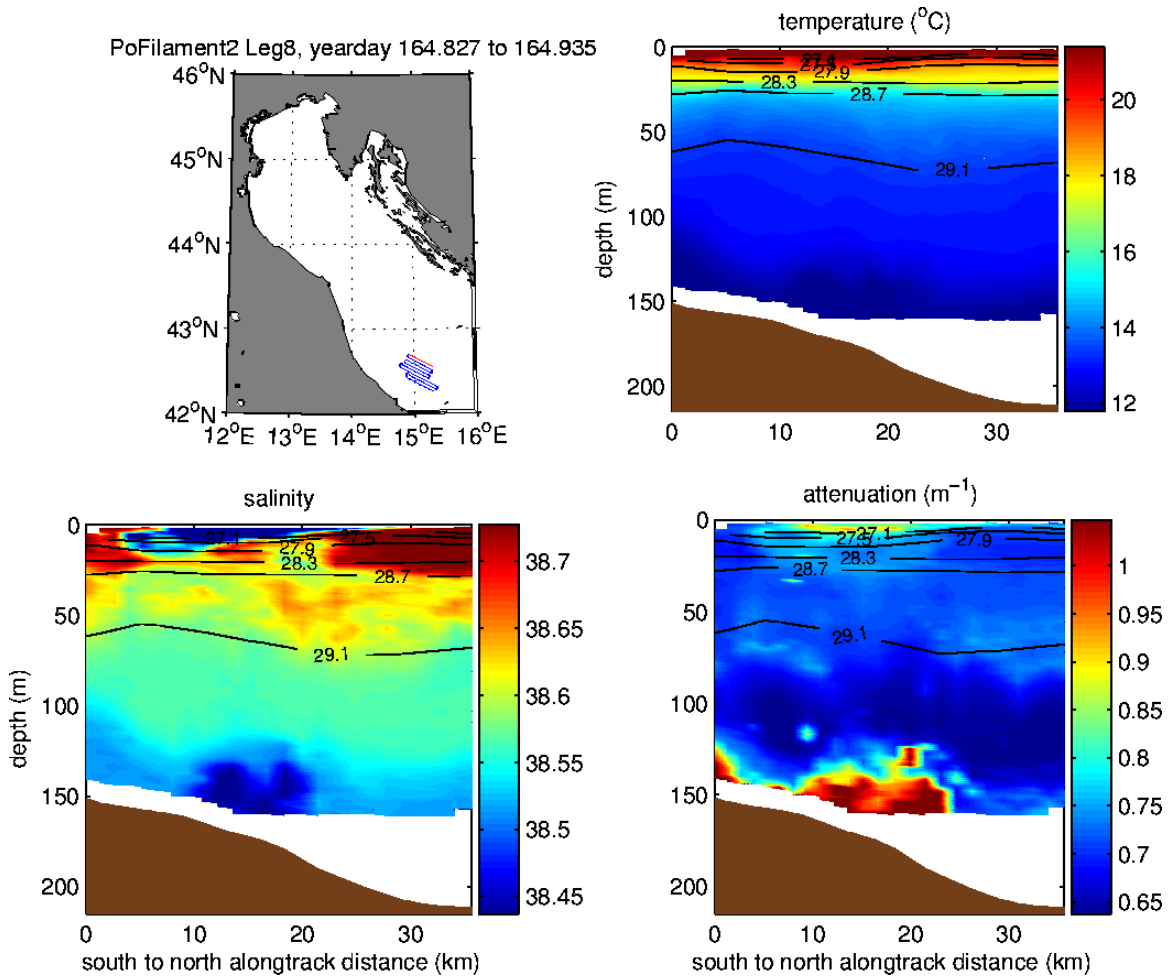 PoFilament2 Leg8, yearday 164.827 to 164.935
46°N
45°N
44°N
43°N
42°N
12°E 13°E 14°E 15°E 16°E
temperature (°C)
0
50
100
150
200
depth (m)
27.9
28.3
28.7
29.1
0 10 20 30
20
18
16
14
12
salinity
0
50
100
150
200
depth (m)
27.1
27.5
27.9
28.3
28.7
29.1
0 10 20 30
south to north alongtrack distance (km)
38.7
38.65
38.6
38.55
38.5
38.45
attenuation (m⁻¹)
0
50
100
150
200
27.1
27.5
27.9
28.3
28.7
29.1
0 10 20 30
south to north alongtrack distance (km)
1
0.95
0.9
0.85
0.8
0.75
0.7
0.65